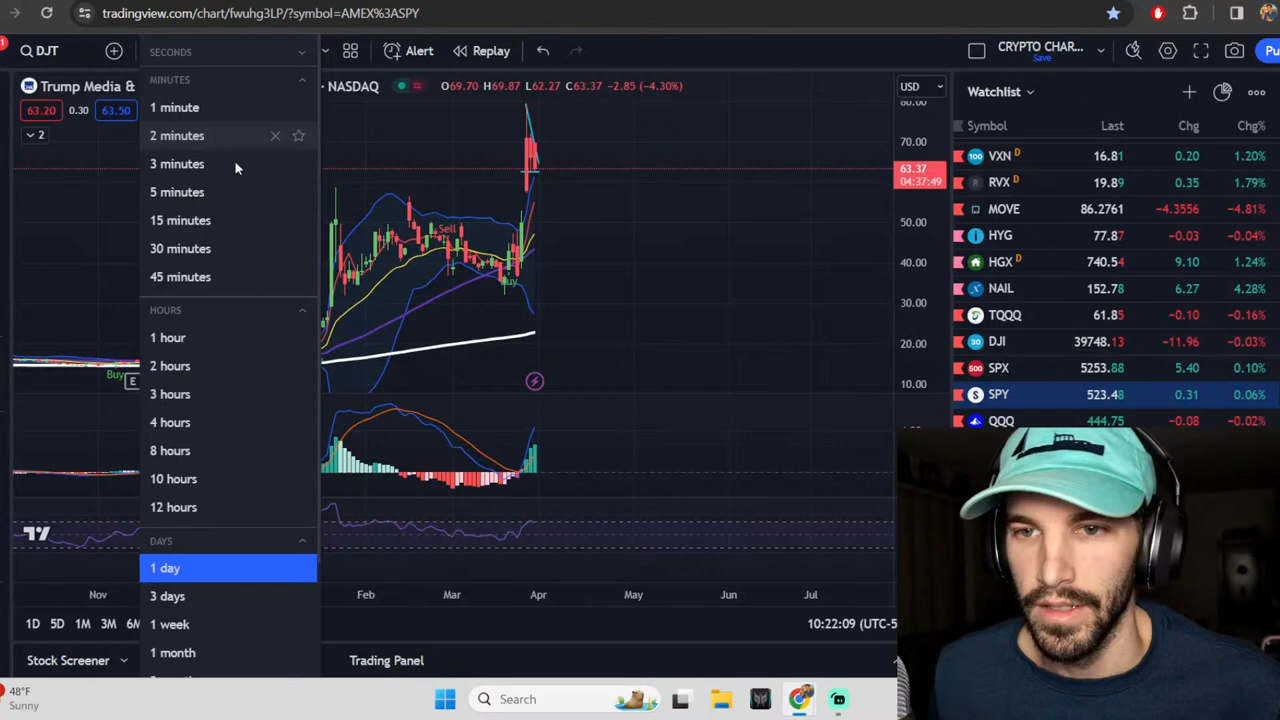 tradingview.com/chart/fwuhg3LP/?symbol=AMEX%3ASPY
DJT
Alert
Replay
CRYPTO CHAR...
Save
Pu
SECONDS
MINUTES
1 minute
2 minutes
3 minutes
5 minutes
15 minutes
30 minutes
45 minutes
HOURS
1 hour
2 hours
3 hours
4 hours
8 hours
10 hours
12 hours
DAYS
1 day
3 days
1 week
1 month
Trump Media &
NASDAQ
O69.70 H69.87 L62.27 C63.37 -2.85 (-4.30%)
63.20 0.30 63.50
2
USD
80.00
70.00
63.37
04:37:49
50.00
40.00
30.00
20.00
10.00
Sell
Buy
Buy
E
Nov Feb Mar Apr May Jun Jul
1D 5D 1M 3M 6M
10:22:09 (UTC-5
Stock Screener
Trading Panel
Watchlist
Symbol Last Chg Chg%
VXN D 16.81 0.20 1.20%
RVX D 19.89 0.35 1.79%
MOVE 86.2761 -4.3556 -4.81%
HYG 77.87 -0.03 -0.04%
HGX D 740.54 9.10 1.24%
NAIL 152.78 6.27 4.28%
TQQQ 61.85 -0.10 -0.16%
DJI 39748.13 -11.96 -0.03%
SPX 5253.88 5.40 0.10%
SPY 523.48 0.31 0.06%
QQQ 444.75 -0.08 -0.02%
48°F
Sunny
Search